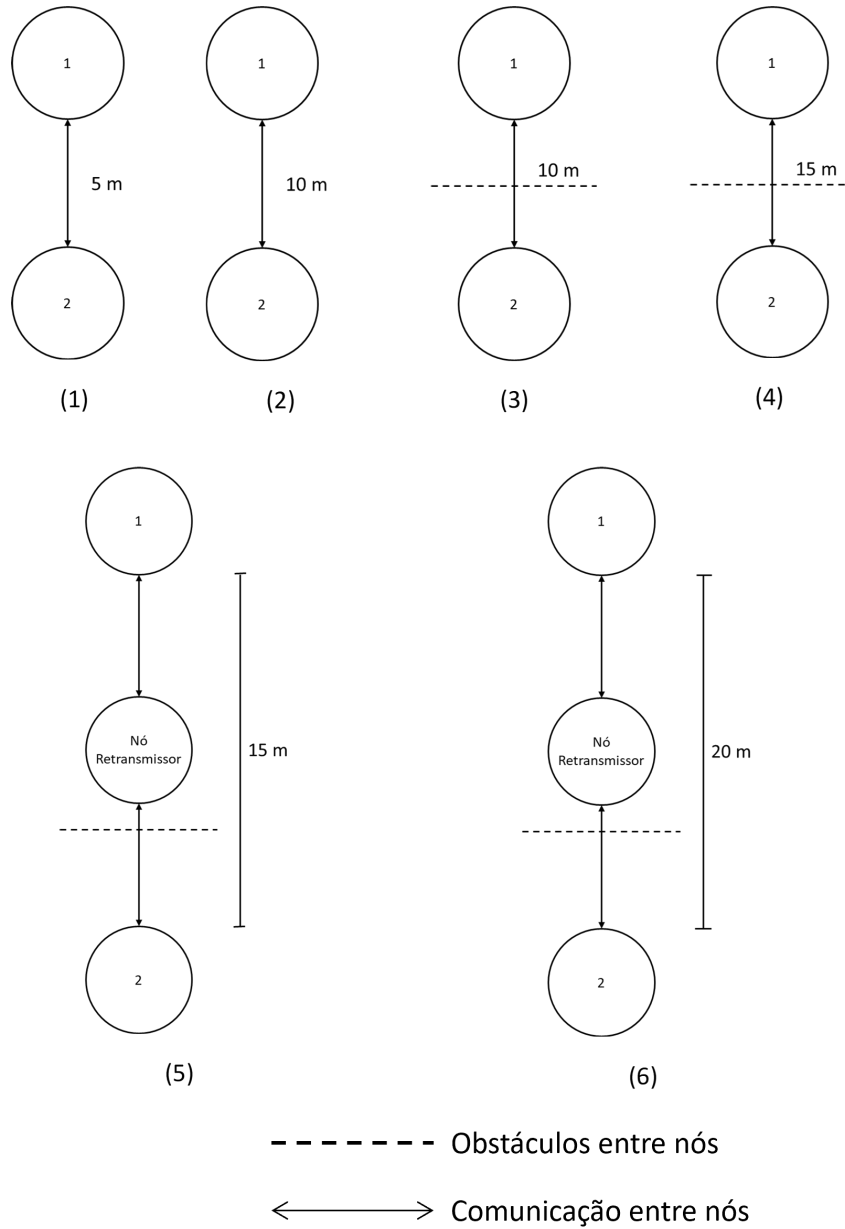 1
1
1
1
5 m
10 m
10 m
15 m
2
2
2
2
(1)
(2)
(3)
(4)
1
1
Nó
Retransmissor
15 m
Nó
Retransmissor
20 m
2
2
(5)
(6)
Obstáculos entre nós
Comunicação entre nós